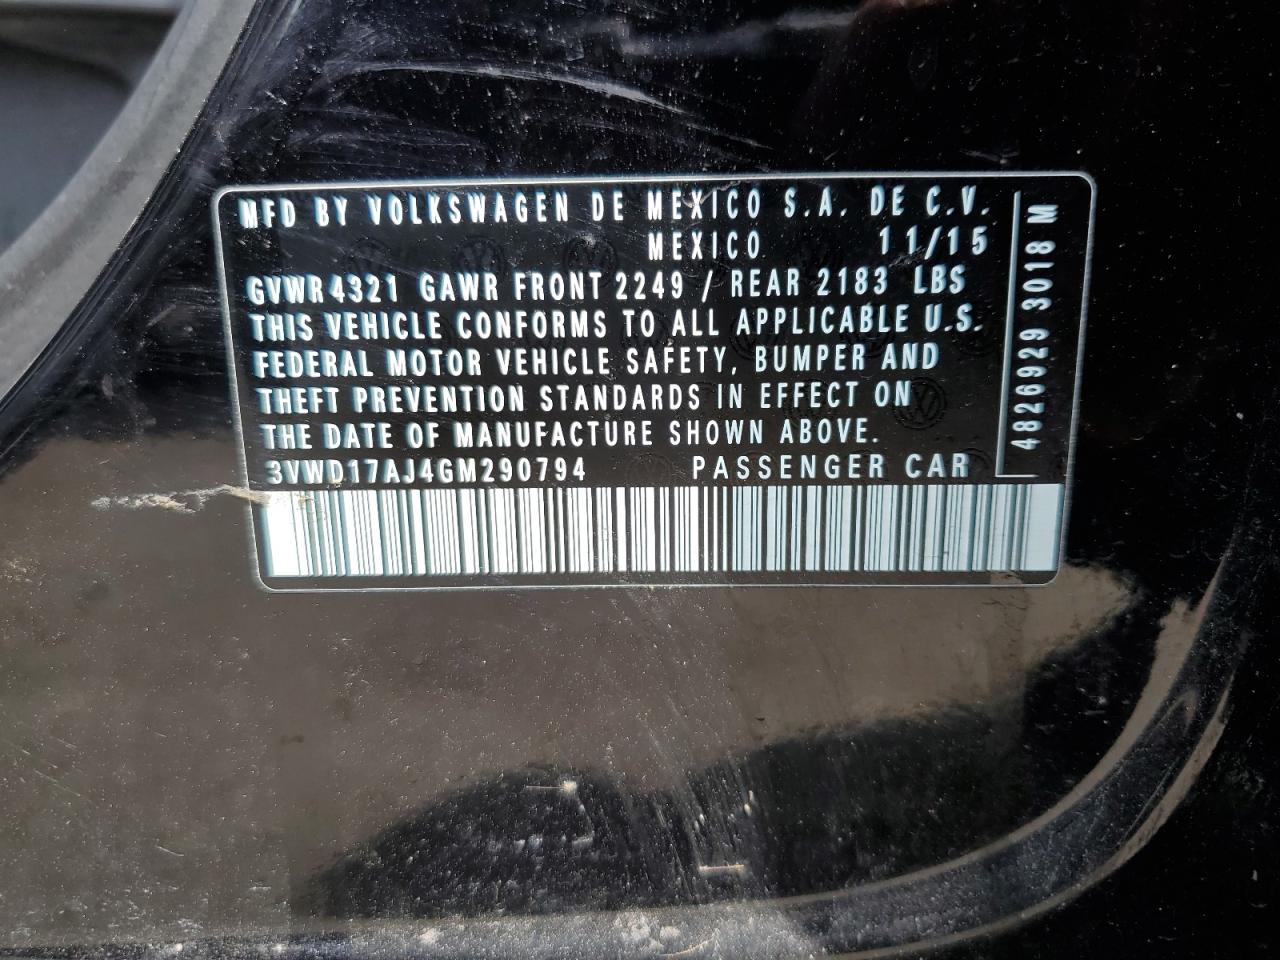 MFD BY VOLKSWAGEN DE MEXICO S.A. DE C.V.
MEXICO 11/15
GVWR 4321 GAWR FRONT 2249 / REAR 2183 LBS
THIS VEHICLE CONFORMS TO ALL APPLICABLE U.S.
FEDERAL MOTOR VEHICLE SAFETY, BUMPER AND
THEFT PREVENTION STANDARDS IN EFFECT ON
THE DATE OF MANUFACTURE SHOWN ABOVE.
3VWD17AJ4GM290794 PASSENGER CAR
4826929 3018 M